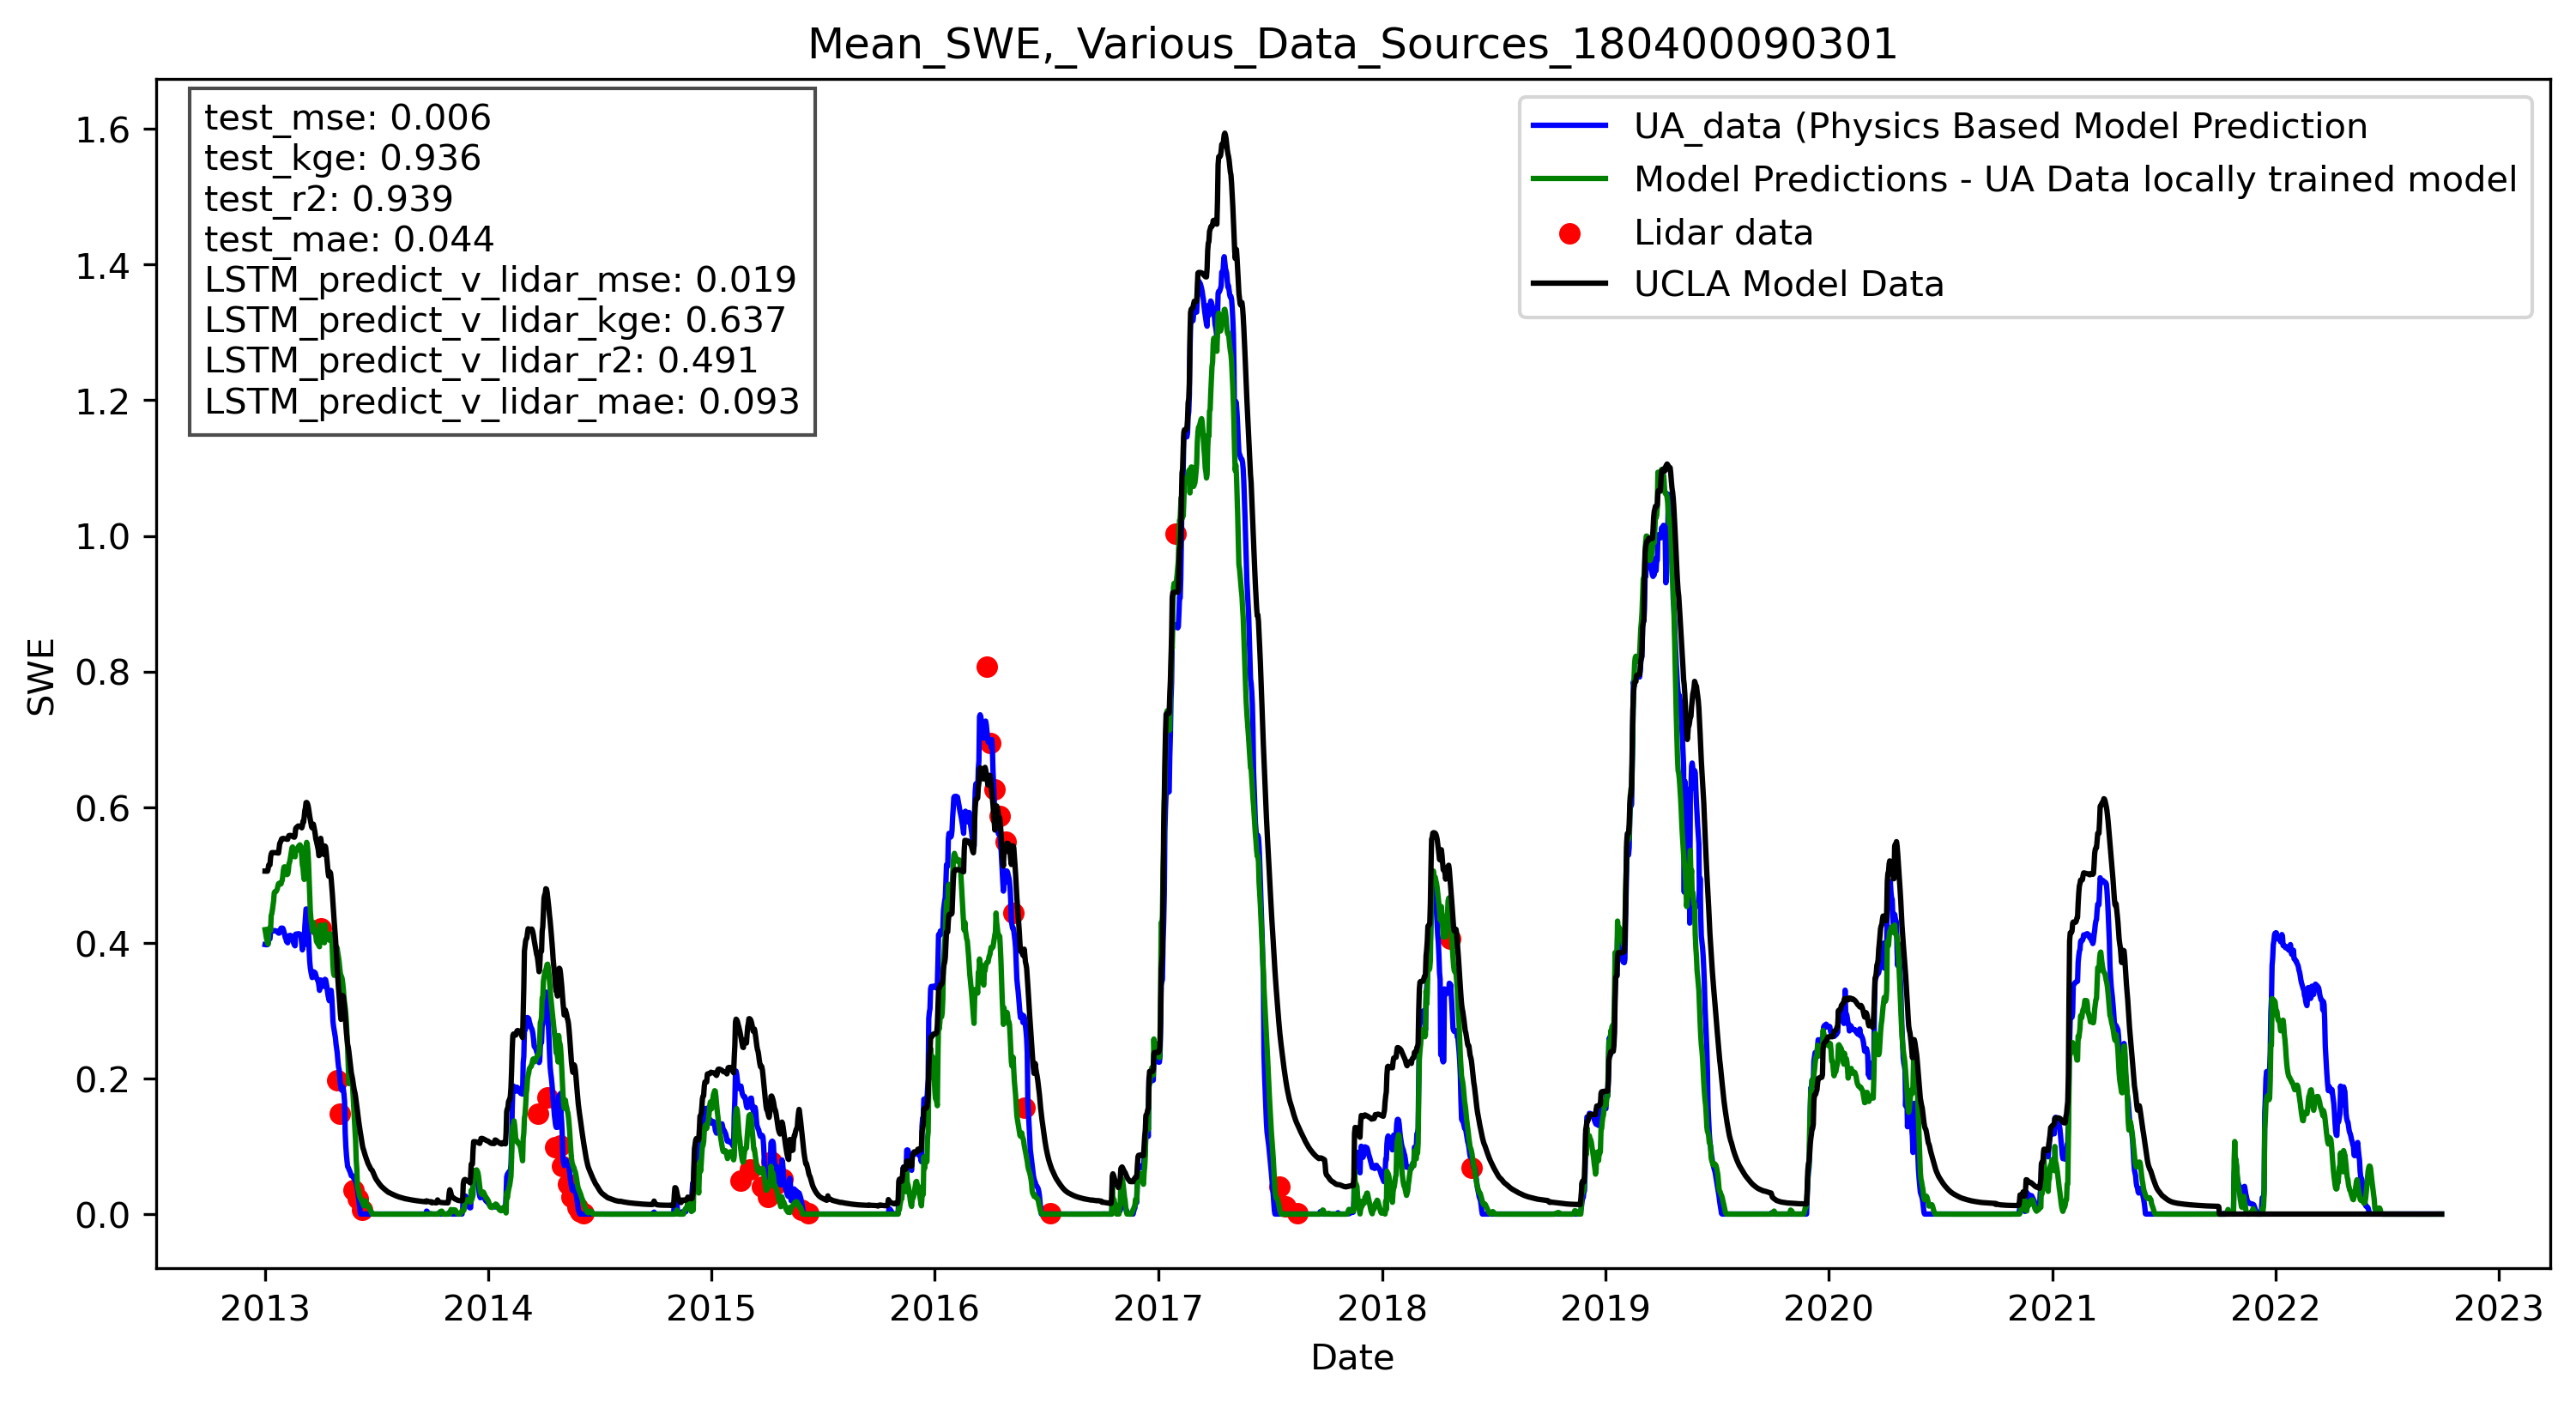 Mean_SWE,_Various_Data_Sources_180400090301
test_mse: 0.006
test_kge: 0.936
test_r2: 0.939
test_mae: 0.044
LSTM_predict_v_lidar_mse: 0.019
LSTM_predict_v_lidar_kge: 0.637
LSTM_predict_v_lidar_r2: 0.491
LSTM_predict_v_lidar_mae: 0.093
UA_data (Physics Based Model Prediction
Model Predictions - UA Data locally trained model
Lidar data
UCLA Model Data
SWE
1.6
1.4
1.2
1.0
0.8
0.6
0.4
0.2
0.0
2013 2014 2015 2016 2017 2018 2019 2020 2021 2022 2023
Date